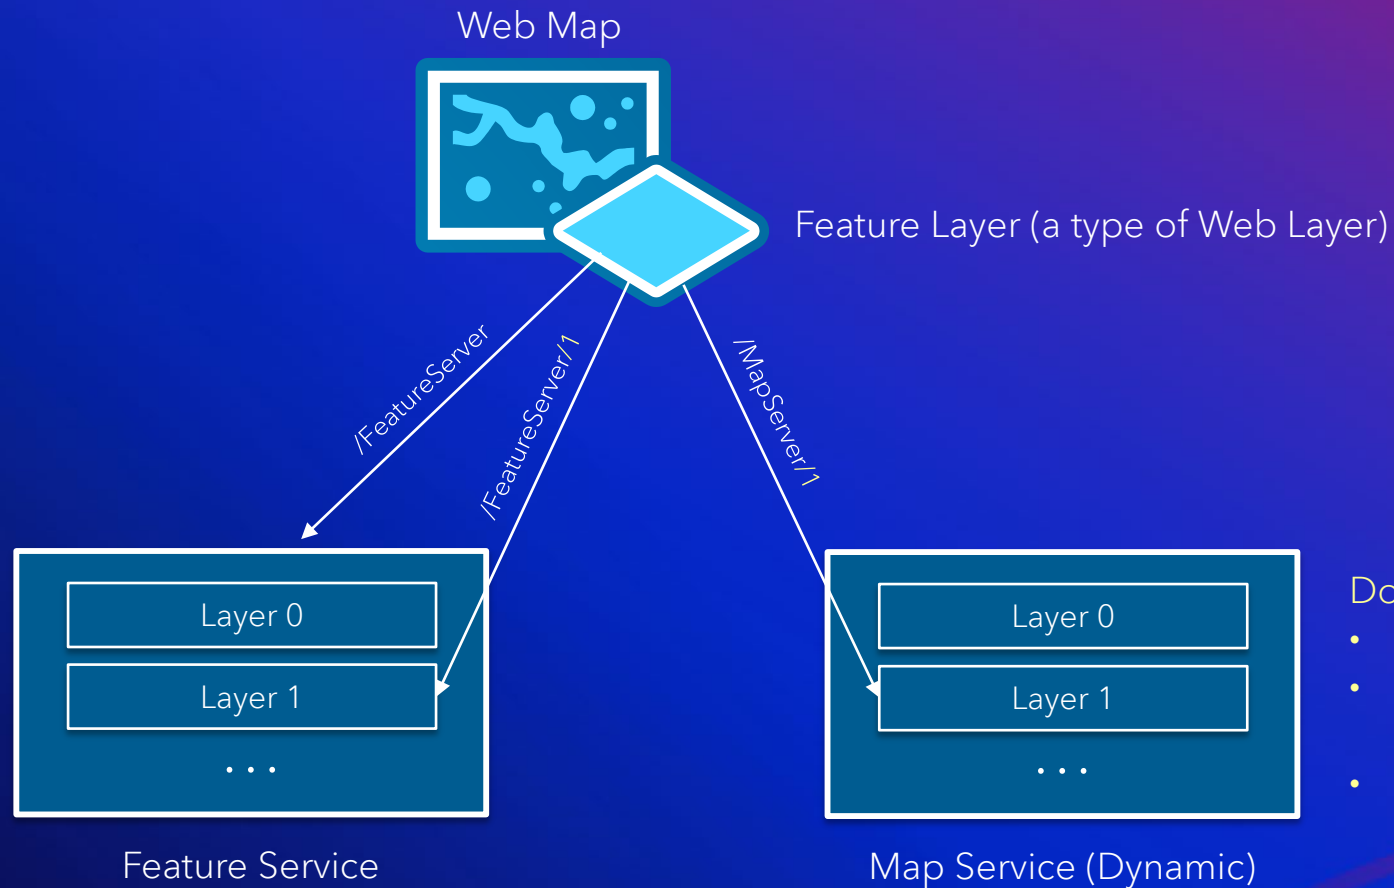 Web Map
Feature Layer (a type of Web Layer)
/FeatureServer
/FeatureServer/1
/MapServer/1
Layer 0
Layer 1
...
Feature Service
Layer 0
Layer 1
...
Map Service (Dynamic)
•
•
•